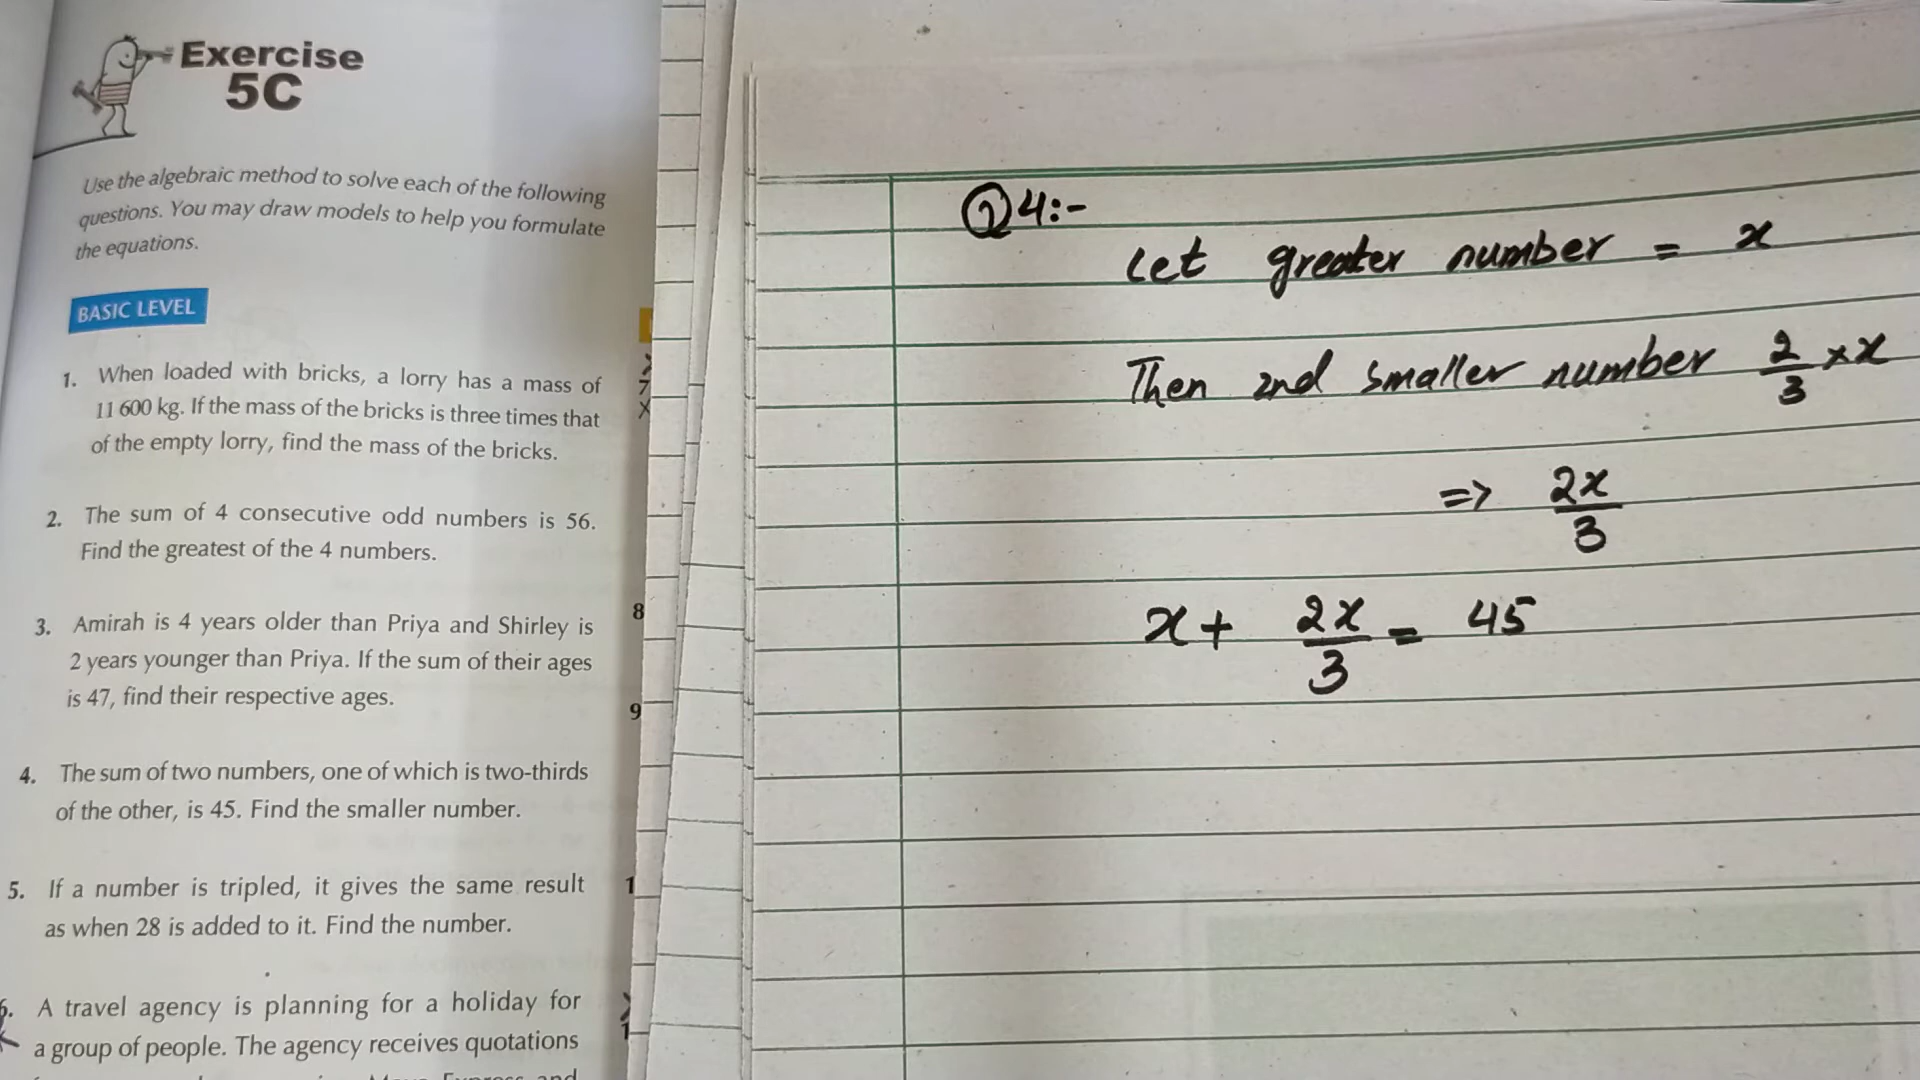 Exercise
5C
Use the algebraic method to solve each of the following
questions. You may draw models to help you formulate
the equations.
BASIC LEVEL
1. When loaded with bricks, a lorry has a mass of
11 600 kg. If the mass of the bricks is three times that
of the empty lorry, find the mass of the bricks.
2. The sum of 4 consecutive odd numbers is 56.
Find the greatest of the 4 numbers.
3. Amirah is 4 years older than Priya and Shirley is
2 years younger than Priya. If the sum of their ages
is 47, find their respective ages.
4. The sum of two numbers, one of which is two-thirds
of the other, is 45. Find the smaller number.
5. If a number is tripled, it gives the same result
as when 28 is added to it. Find the number.
6. A travel agency is planning for a holiday for
a group of people. The agency receives quotations
7
8
9
1
1
Q4:-
Let greater number = x
Then 2nd smaller number 2/3 × x
=> 2x/3
x + 2x/3 = 45